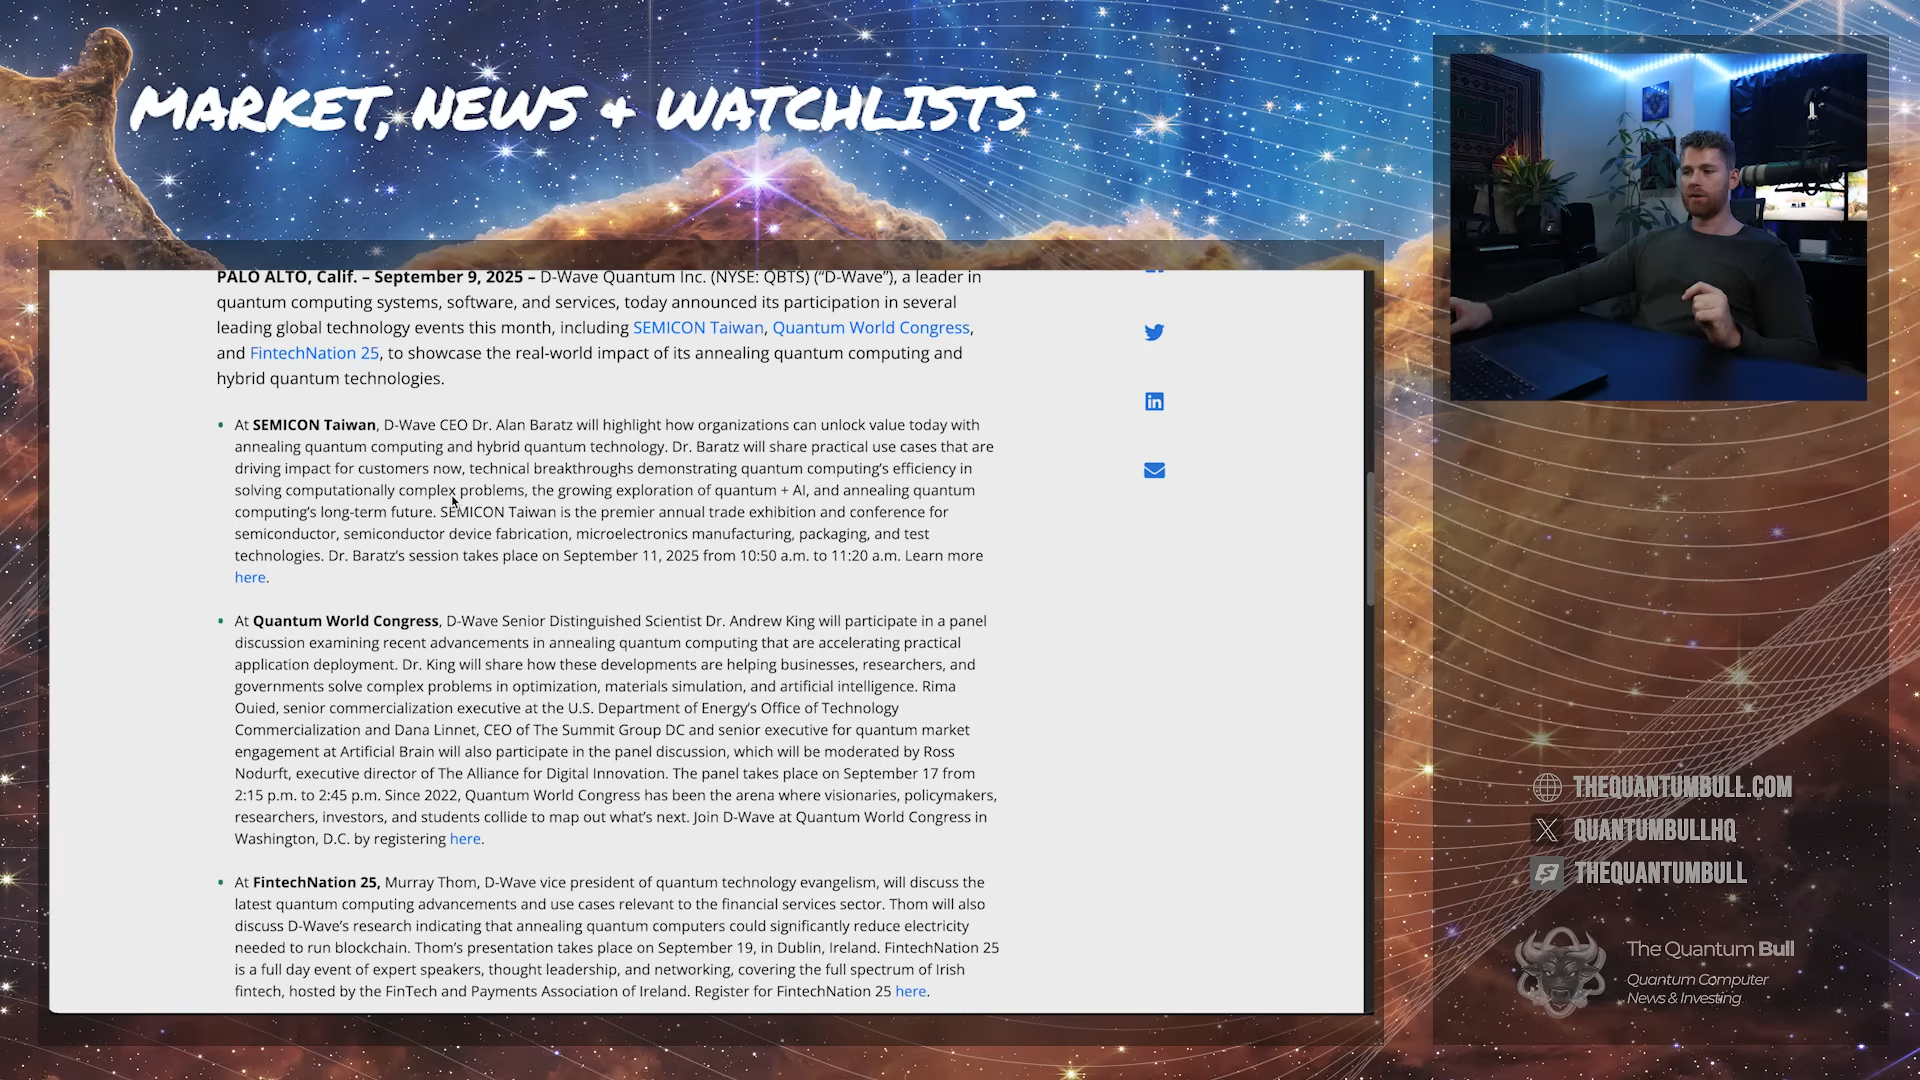 MARKET, NEWS + WATCHLISTS
PALO ALTO, Calif. – September 9, 2025 – D-Wave Quantum Inc. (NYSE: QBTS) (“D-Wave”), a leader in
quantum computing systems, software, and services, today announced its participation in several
leading global technology events this month, including SEMICON Taiwan, Quantum World Congress,
and FintechNation 25, to showcase the real-world impact of its annealing quantum computing and
hybrid quantum technologies.
• At SEMICON Taiwan, D-Wave CEO Dr. Alan Baratz will highlight how organizations can unlock value today with
annealing quantum computing and hybrid quantum technology. Dr. Baratz will share practical use cases that are
driving impact for customers now, technical breakthroughs demonstrating quantum computing’s efficiency in
solving computationally complex problems, the growing exploration of quantum + AI, and annealing quantum
computing’s long-term future. SEMICON Taiwan is the premier annual trade exhibition and conference for
semiconductor, semiconductor device fabrication, microelectronics manufacturing, packaging, and test
technologies. Dr. Baratz’s session takes place on September 11, 2025 from 10:50 a.m. to 11:20 a.m. Learn more
here.
• At Quantum World Congress, D-Wave Senior Distinguished Scientist Dr. Andrew King will participate in a panel
discussion examining recent advancements in annealing quantum computing that are accelerating practical
application deployment. Dr. King will share how these developments are helping businesses, researchers, and
governments solve complex problems in optimization, materials simulation, and artificial intelligence. Rima
Ouied, senior commercialization executive at the U.S. Department of Energy’s Office of Technology
Commercialization and Dana Linnet, CEO of The Summit Group DC and senior executive for quantum market
engagement at Artificial Brain will also participate in the panel discussion, which will be moderated by Ross
Nodurft, executive director of The Alliance for Digital Innovation. The panel takes place on September 17 from
2:15 p.m. to 2:45 p.m. Since 2022, Quantum World Congress has been the arena where visionaries, policymakers,
researchers, investors, and students collide to map out what’s next. Join D-Wave at Quantum World Congress in
Washington, D.C. by registering here.
• At FintechNation 25, Murray Thom, D-Wave vice president of quantum technology evangelism, will discuss the
latest quantum computing advancements and use cases relevant to the financial services sector. Thom will also
discuss D-Wave’s research indicating that annealing quantum computers could significantly reduce electricity
needed to run blockchain. Thom’s presentation takes place on September 19, in Dublin, Ireland. FintechNation 25
is a full day event of expert speakers, thought leadership, and networking, covering the full spectrum of Irish
fintech, hosted by the FinTech and Payments Association of Ireland. Register for FintechNation 25 here.
THEQUANTUMBULL.COM
QUANTUMBULLHQ
THEQUANTUMBULL
The Quantum Bull
Quantum Computer
News & Investing